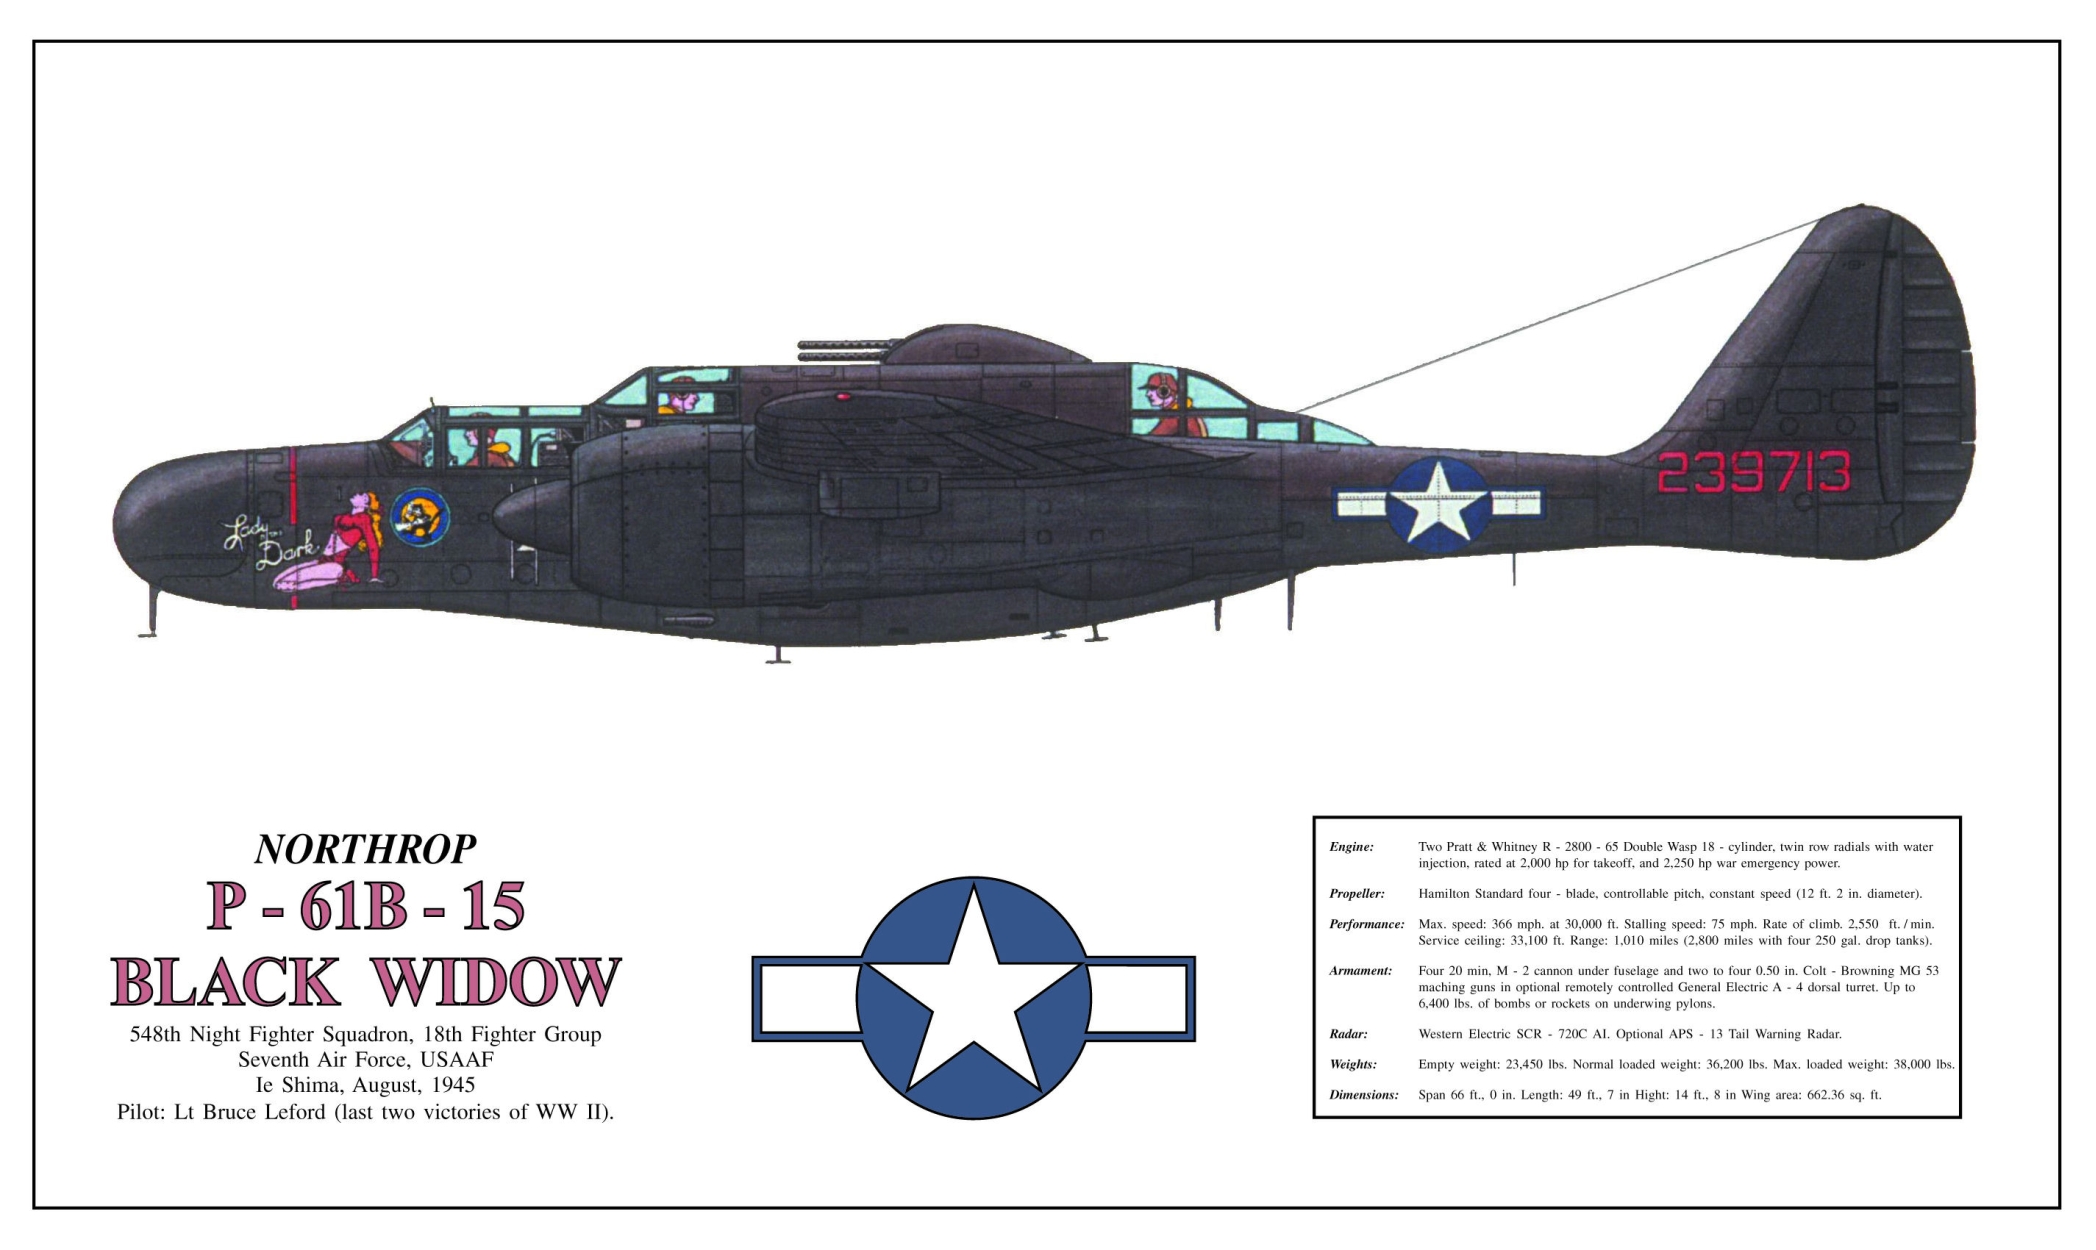 Lady
Dark
239713
NORTHROP
P - 61B - 15
BLACK WIDOW
548th Night Fighter Squadron, 18th Fighter Group
Seventh Air Force, USAAF
Ie Shima, August, 1945
Pilot: Lt Bruce Leford (last two victories of WW II).
Engine: Two Pratt & Whitney R - 2800 - 65 Double Wasp 18 - cylinder, twin row radials with water
injection, rated at 2,000 hp for takeoff, and 2,250 hp war emergency power.
Propeller: Hamilton Standard four - blade, controllable pitch, constant speed (12 ft. 2 in. diameter).
Performance: Max. speed: 366 mph. at 30,000 ft. Stalling speed: 75 mph. Rate of climb. 2,550 ft. / min.
Service ceiling: 33,100 ft. Range: 1,010 miles (2,800 miles with four 250 gal. drop tanks).
Armament: Four 20 min, M - 2 cannon under fuselage and two to four 0.50 in. Colt - Browning MG 53
maching guns in optional remotely controlled General Electric A - 4 dorsal turret. Up to
6,400 lbs. of bombs or rockets on underwing pylons.
Radar: Western Electric SCR - 720C AI. Optional APS - 13 Tail Warning Radar.
Weights: Empty weight: 23,450 lbs. Normal loaded weight: 36,200 lbs. Max. loaded weight: 38,000 lbs.
Dimensions: Span 66 ft., 0 in. Length: 49 ft., 7 in Hight: 14 ft., 8 in Wing area: 662.36 sq. ft.